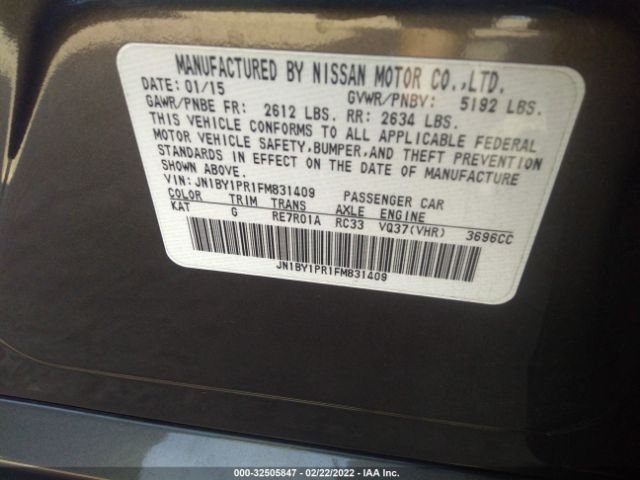 MANUFACTURED BY NISSAN MOTOR CO.,LTD.
DATE: 01/15 GVWR/PNBV: 5192 LBS.
GAWR/PNBE FR: 2612 LBS. RR: 2634 LBS.
THIS VEHICLE CONFORMS TO ALL APPLICABLE FEDERAL
MOTOR VEHICLE SAFETY,BUMPER,AND THEFT PREVENTION
STANDARDS IN EFFECT ON THE DATE OF MANUFACTURE
SHOWN ABOVE.
VIN: JN1BY1PR1FM831409 PASSENGER CAR
COLOR TRIM TRANS AXLE ENGINE
KAT G RE7R01A RC33 VQ37(VHR) 3696CC
JN1BY1PR1FM831409
000-32505847 - 02/22/2022 - IAA Inc.